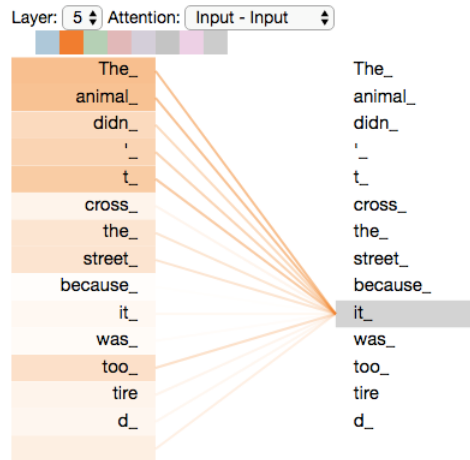 Layer: 5 Attention: Input - Input
The_ The_
animal_ animal_
didn_ didn_
'_ '_
t_ t_
cross_ cross_
the_ the_
street_ street_
because_ because_
it_ it_
was_ was_
too_ too_
tire tire
d_ d_